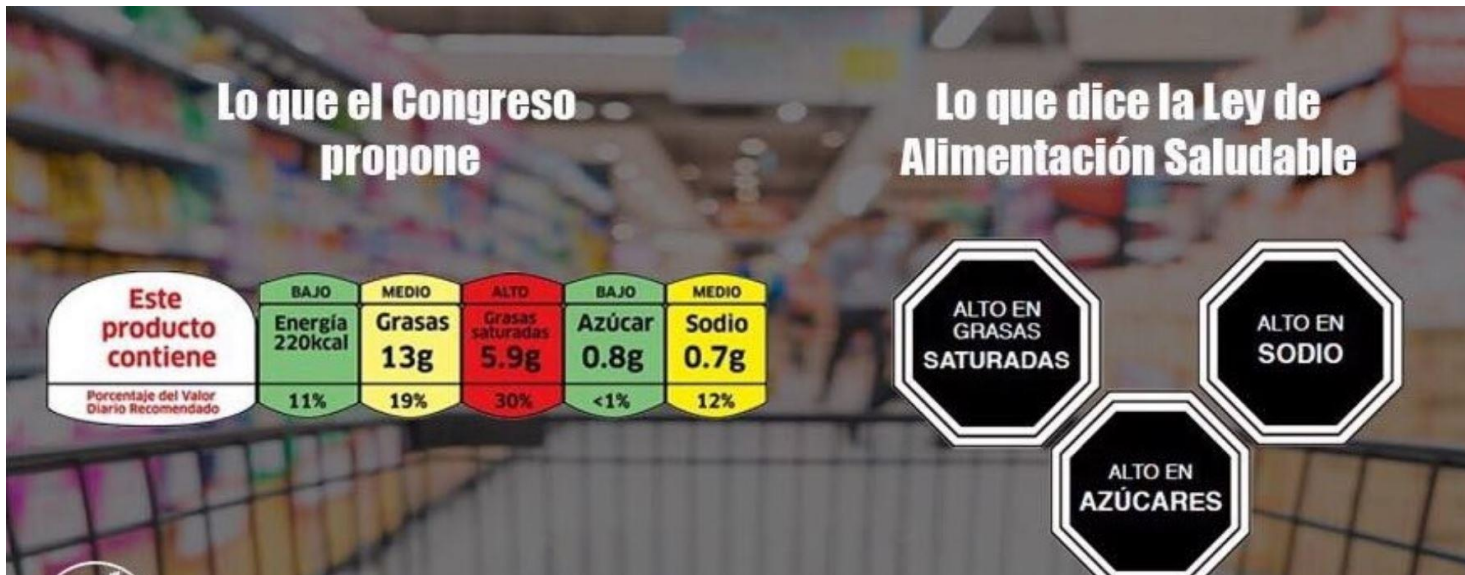 Lo que el Congreso
propone
Lo que dice la Ley de
Alimentación Saludable
Este
producto
contiene
Porcentaje del Valor
Diario Recomendado
BAJO
Energía
220kcal
11%
MEDIO
Grasas
13g
19%
ALTO
Grasas
saturadas
5.9g
30%
BAJO
Azúcar
0.8g
<1%
MEDIO
Sodio
0.7g
12%
ALTO EN
GRASAS
SATURADAS
ALTO EN
SODIO
ALTO EN
AZÚCARES